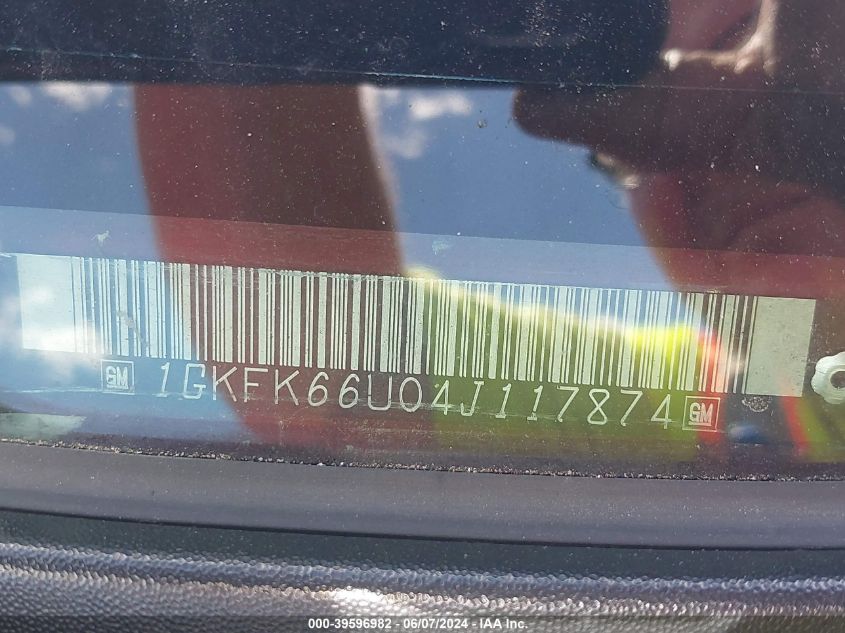 GM 1GKFK66U04J117874 GM
000-39596982 - 06/07/2024 - IAA Inc.